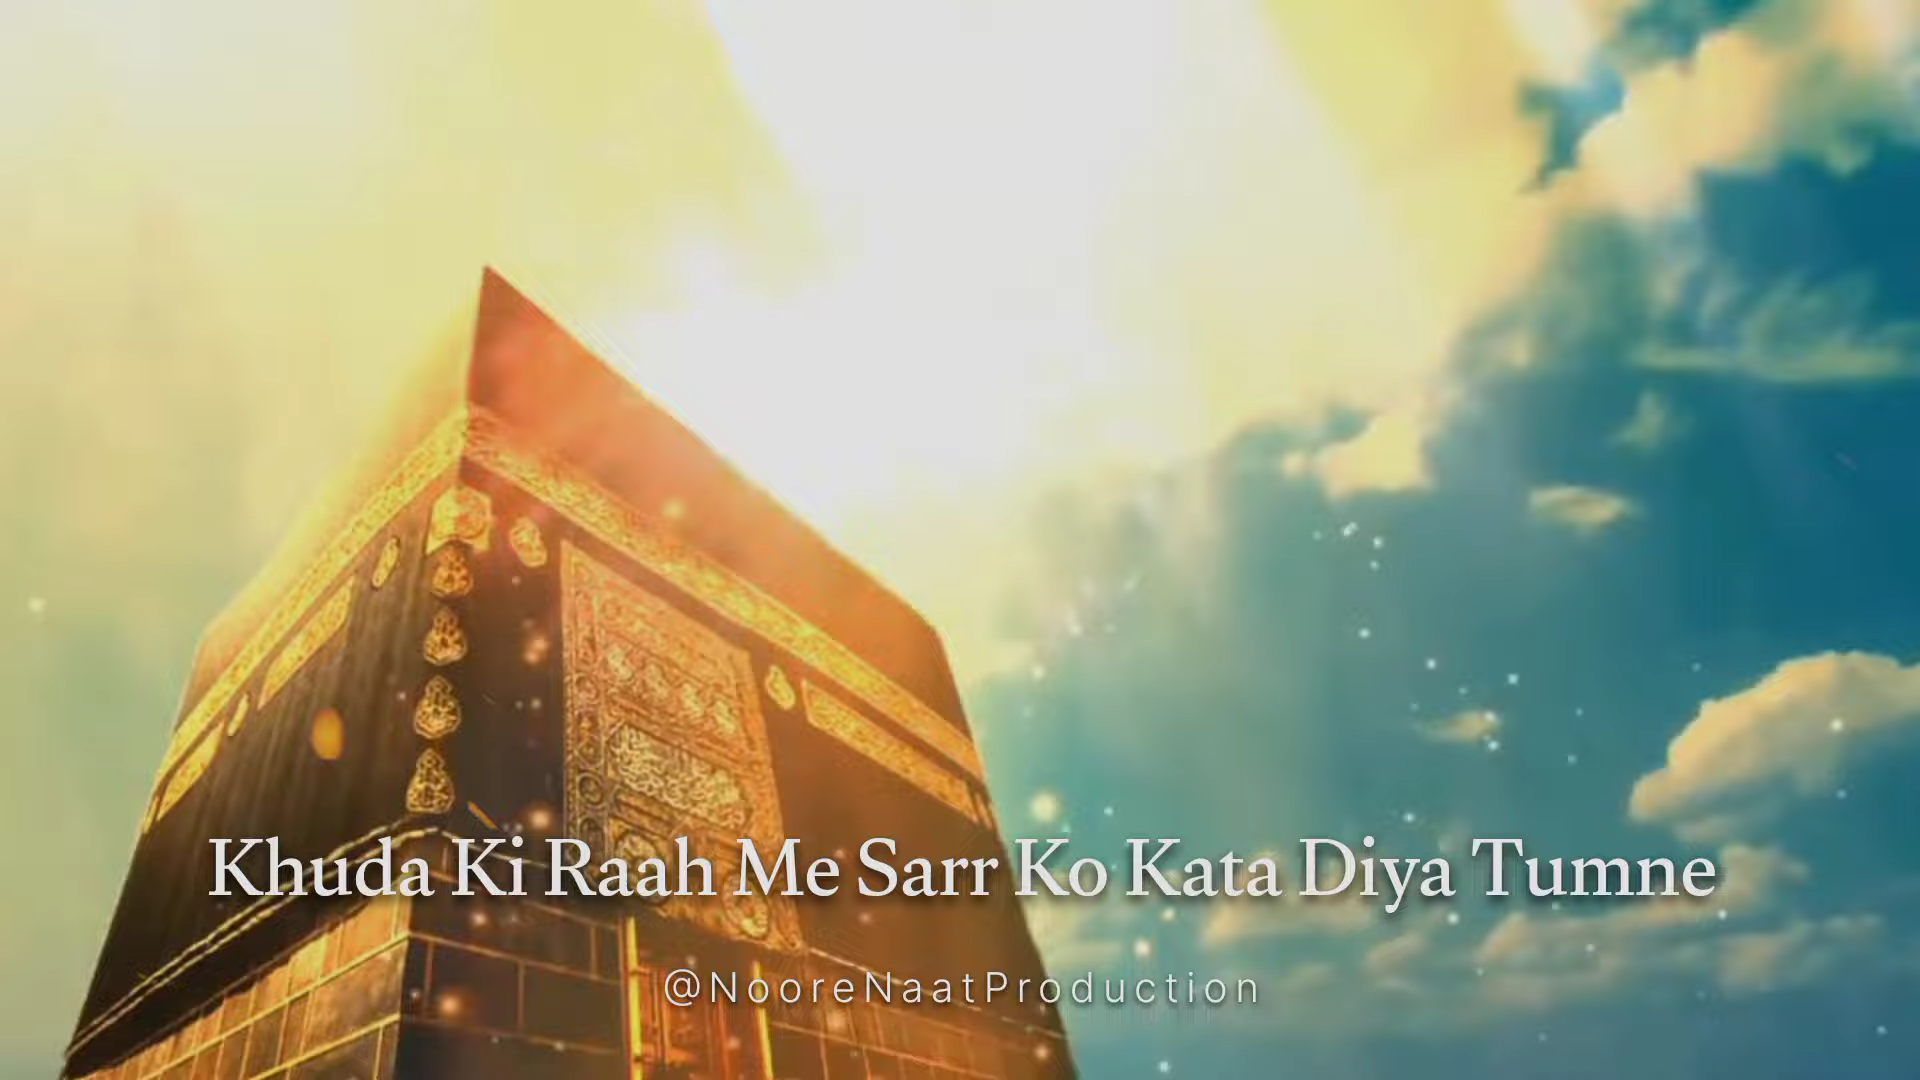 Khuda Ki Raah Me Sarr Ko Kata Diya Tumne
@NooreNaatProduction